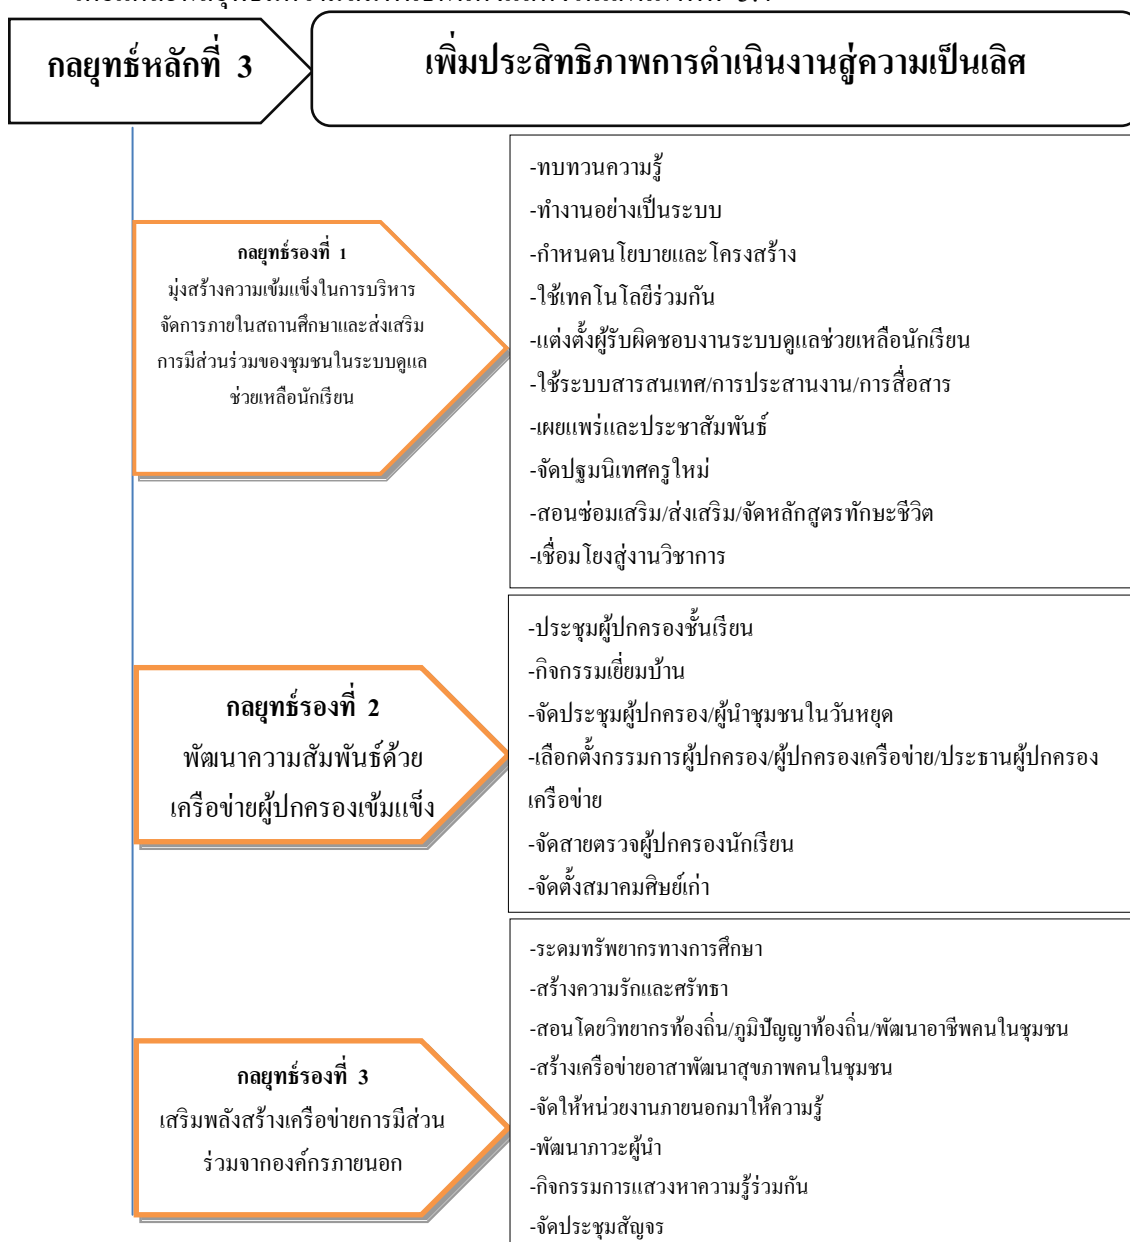 กลยุทธ์หลักที่ 3
เพิ่มประสิทธิภาพการดำเนินงานสู่ความเป็นเลิศ
กลยุทธ์รองที่ 1
มุ่งสร้างความเข้มแข็งในการบริหาร
จัดการภายในสถานศึกษาและส่งเสริม
การมีส่วนร่วมของชุมชนในระบบดูแล
ช่วยเหลือนักเรียน
-ทบทวนความรู้
-ทำงานอย่างเป็นระบบ
-กำหนดนโยบายและโครงสร้าง
-ใช้เทคโนโลยีร่วมกัน
-แต่งตั้งผู้รับผิดชอบงานระบบดูแลช่วยเหลือนักเรียน
-ใช้ระบบสารสนเทศ/การประสานงาน/การสื่อสาร
-เผยแพร่และประชาสัมพันธ์
-จัดปฐมนิเทศครูใหม่
-สอนซ่อมเสริม/ส่งเสริม/จัดหลักสูตรทักษะชีวิต
-เชื่อมโยงสู่งานวิชาการ
กลยุทธ์รองที่ 2
พัฒนาความสัมพันธ์ด้วย
เครือข่ายผู้ปกครองเข้มแข็ง
-ประชุมผู้ปกครองชั้นเรียน
-กิจกรรมเยี่ยมบ้าน
-จัดประชุมผู้ปกครอง/ผู้นำชุมชนในวันหยุด
-เลือกตั้งกรรมการผู้ปกครอง/ผู้ปกครองเครือข่าย/ประธานผู้ปกครอง
เครือข่าย
-จัดสายตรวจผู้ปกครองนักเรียน
-จัดตั้งสมาคมศิษย์เก่า
กลยุทธ์รองที่ 3
เสริมพลังสร้างเครือข่ายการมีส่วน
ร่วมจากองค์กรภายนอก
-ระดมทรัพยากรทางการศึกษา
-สร้างความรักและศรัทธา
-สอนโดยวิทยากรท้องถิ่น/ภูมิปัญญาท้องถิ่น/พัฒนาอาชีพคนในชุมชน
-สร้างเครือข่ายอาสาพัฒนาสุขภาพคนในชุมชน
-จัดให้หน่วยงานภายนอกมาให้ความรู้
-พัฒนาภาวะผู้นำ
-กิจกรรมการแสวงหาความรู้ร่วมกัน
-จัดประชุมสัญจร